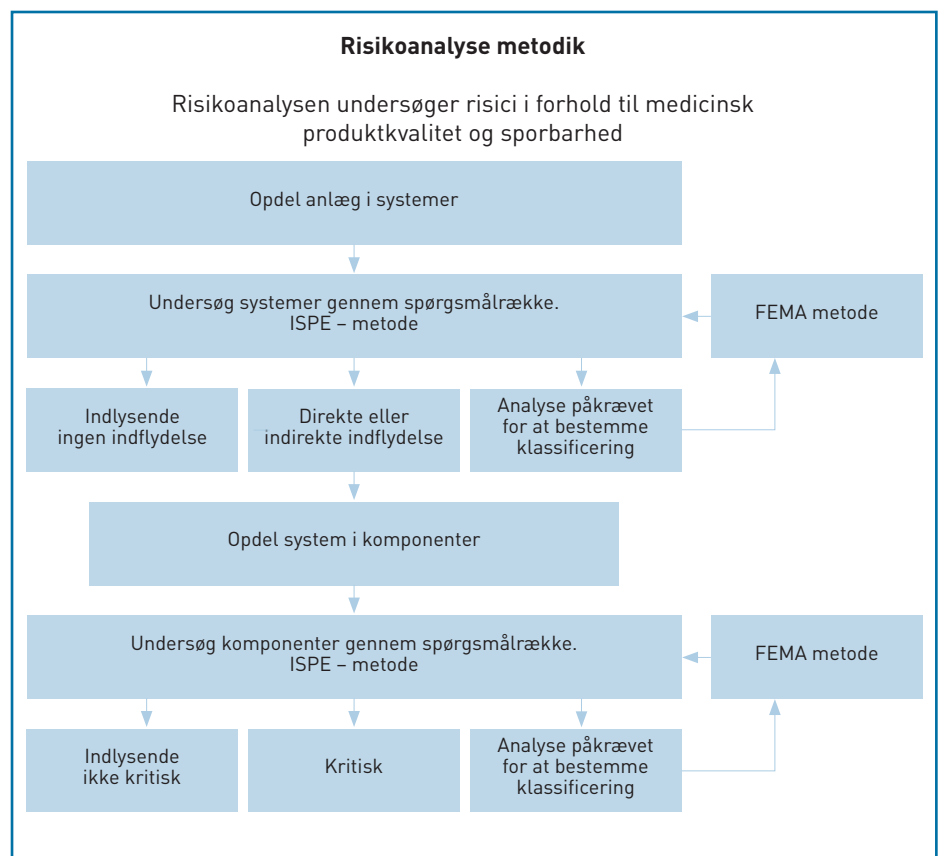 Risikoanalyse metodik
Risikoanalysen undersøger risici i forhold til medicinsk
produktkvalitet og sporbarhed
Opdel anlæg i systemer
Undersøg systemer gennem spørgsmålrække.
ISPE – metode
FEMA metode
Indlysende
ingen indflydelse
Direkte eller
indirekte indflydelse
Analyse påkrævet
for at bestemme
klassificering
Opdel system i komponenter
Undersøg komponenter gennem spørgsmålrække.
ISPE – metode
FEMA metode
Indlysende
ikke kritisk
Kritisk
Analyse påkrævet
for at bestemme
klassificering